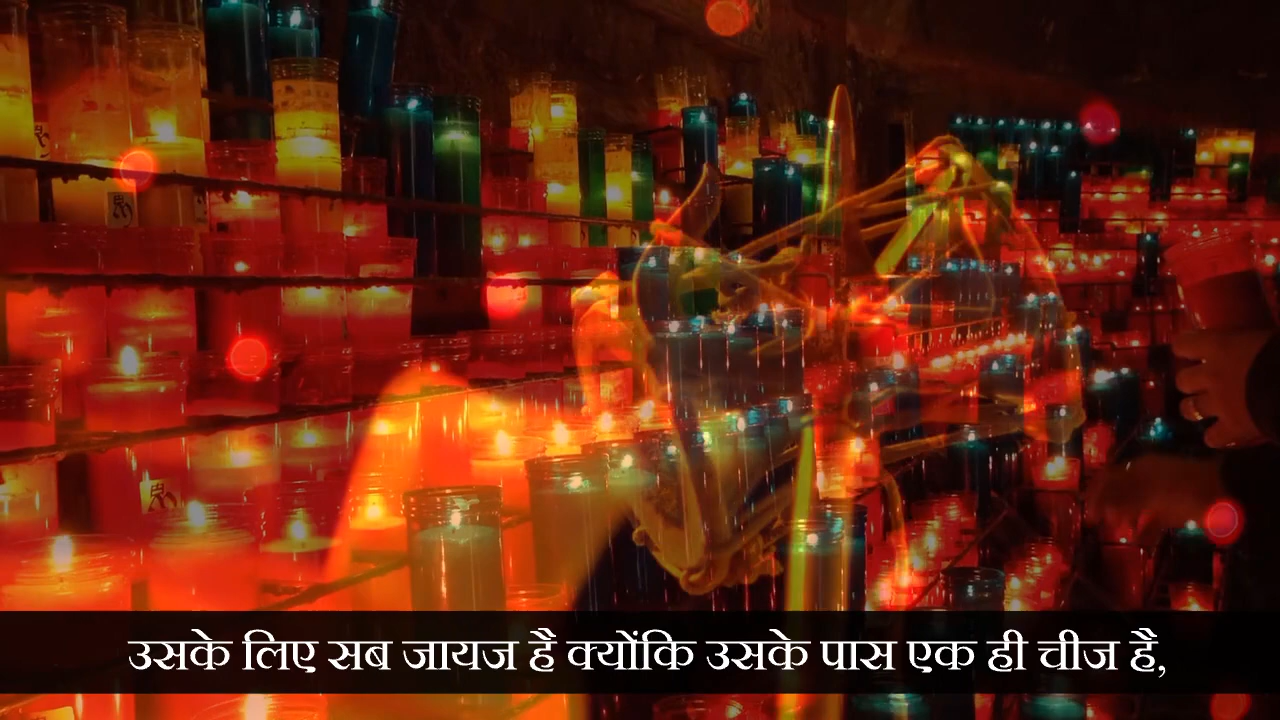 उसके लिए सब जायज है क्योंकि उसके पास एक ही चीज है,